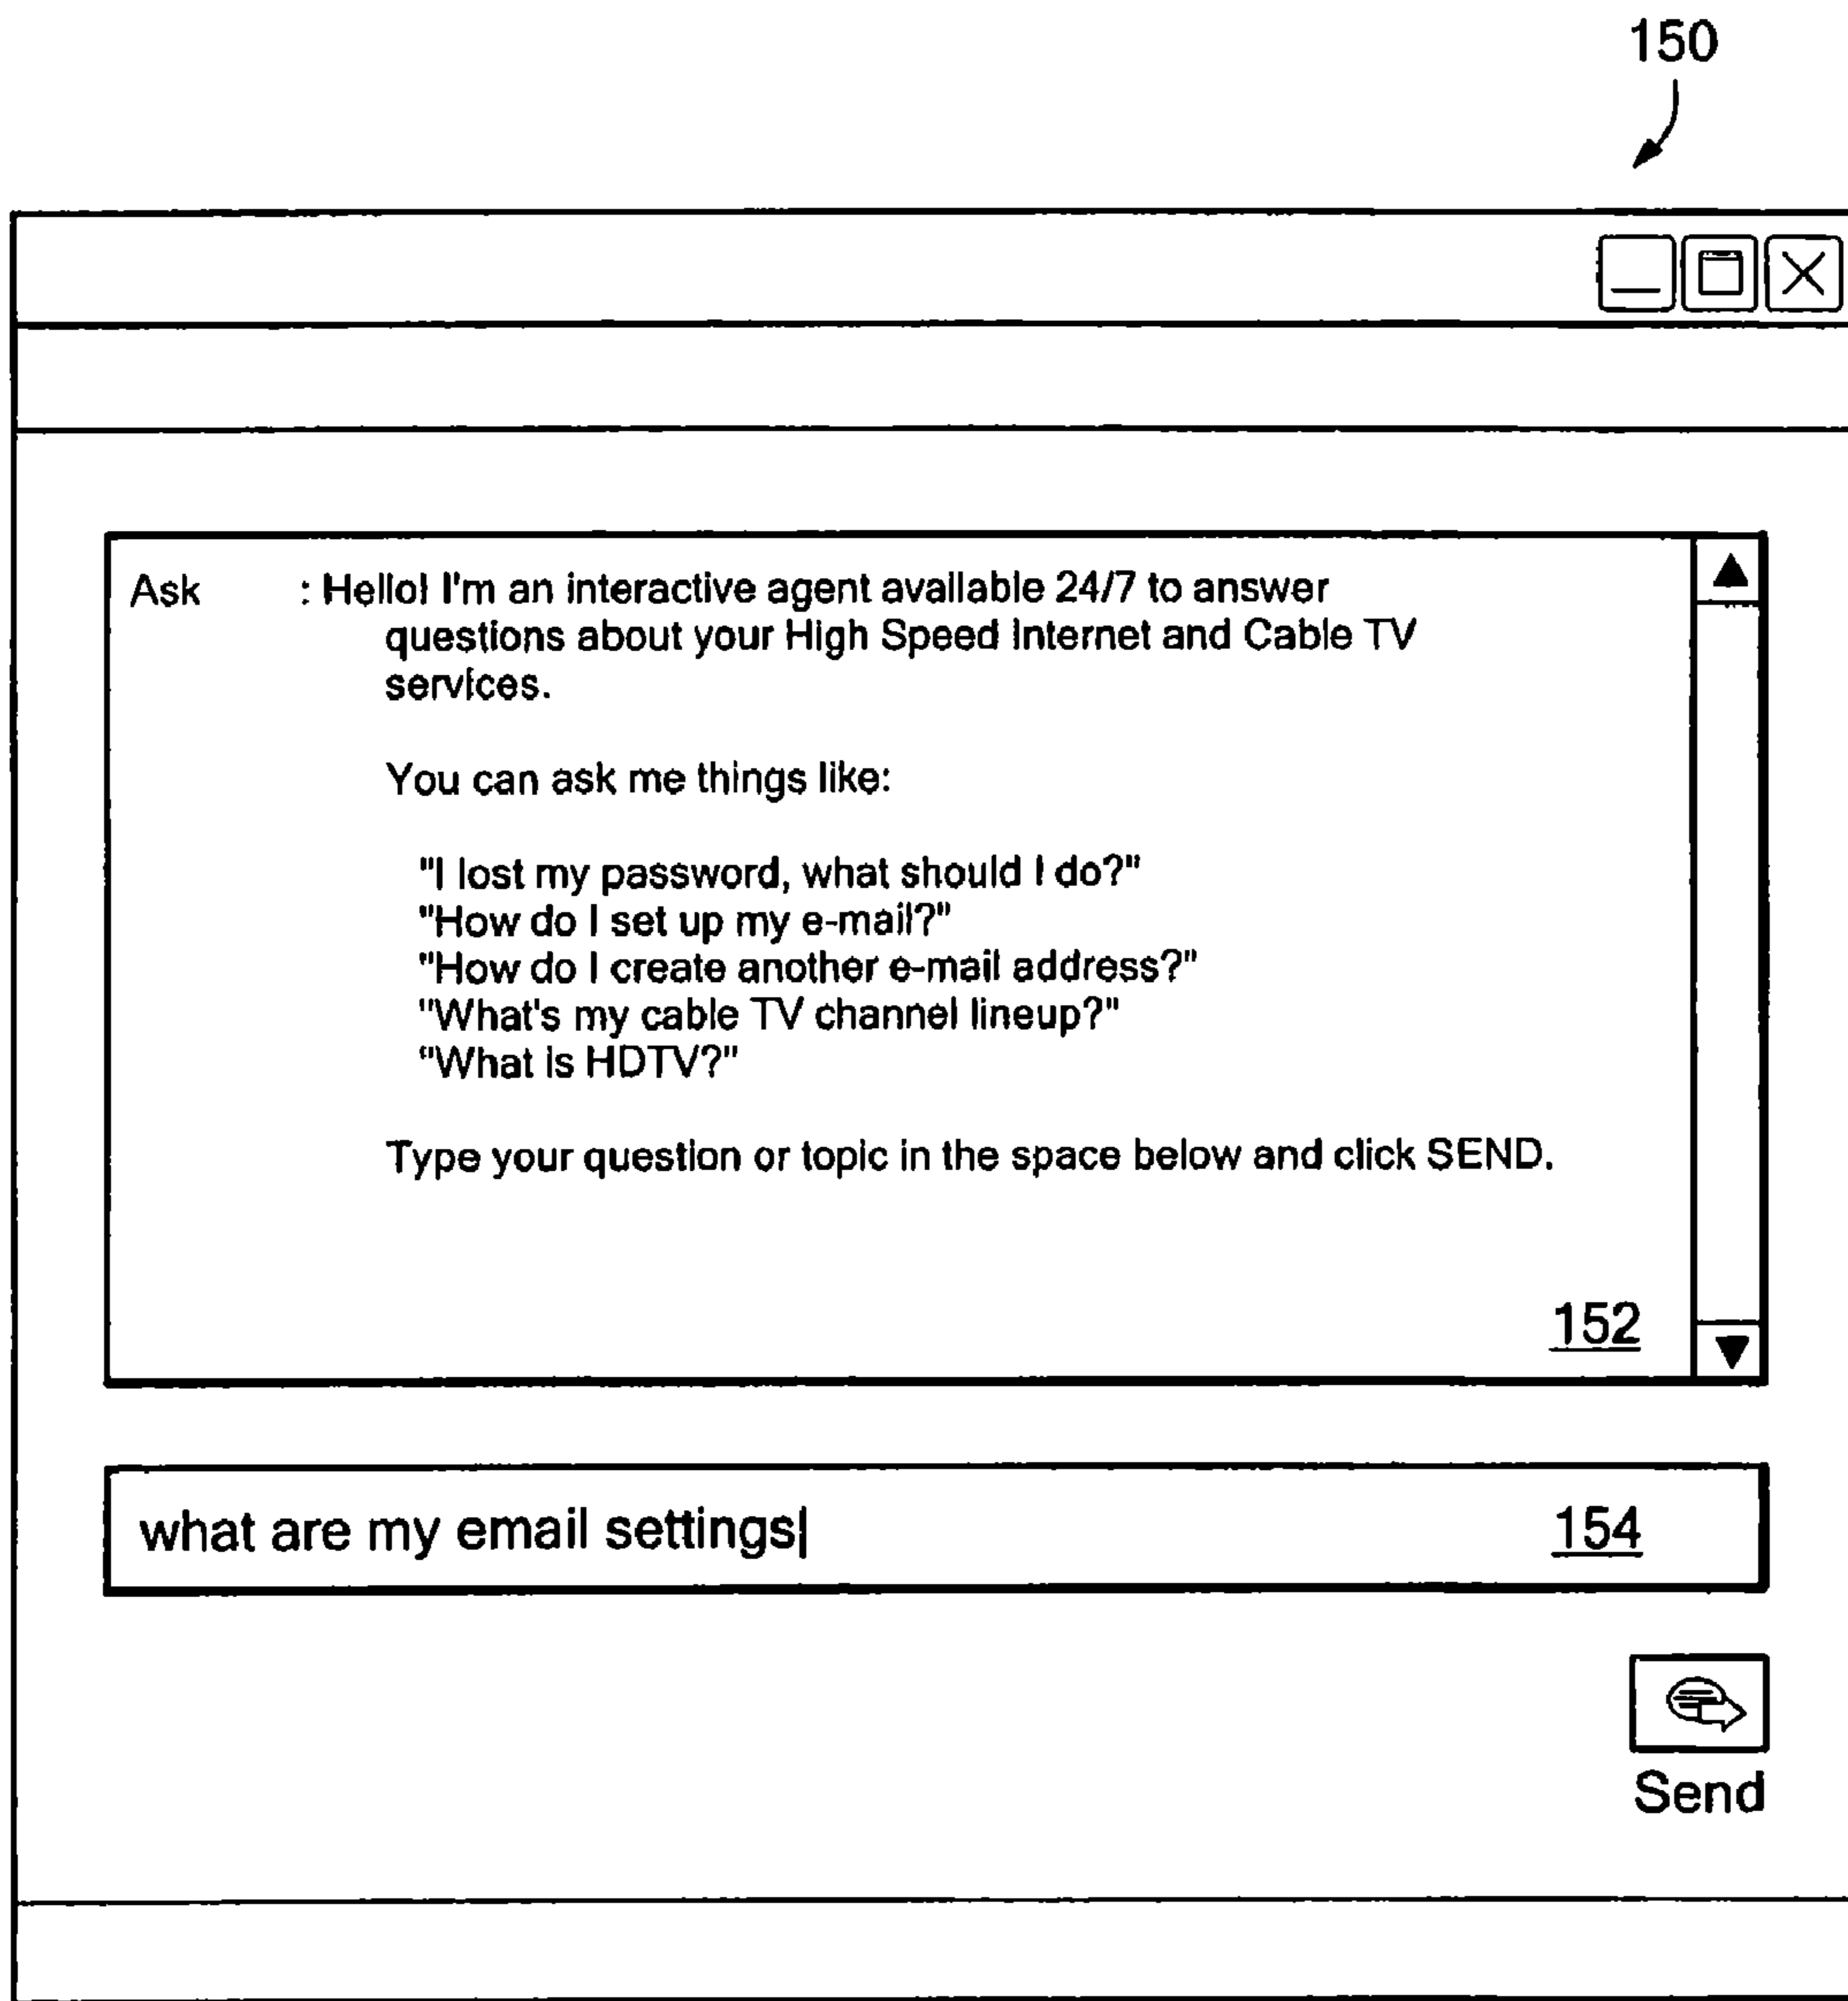 150
Ask : Hello! I'm an interactive agent available 24/7 to answer
questions about your High Speed Internet and Cable TV
services.
You can ask me things like:
"I lost my password, what should I do?"
"How do I set up my e-mail?"
"How do I create another e-mail address?"
"What's my cable TV channel lineup?"
"What is HDTV?"
Type your question or topic in the space below and click SEND.
152
what are my email settings
154
Send